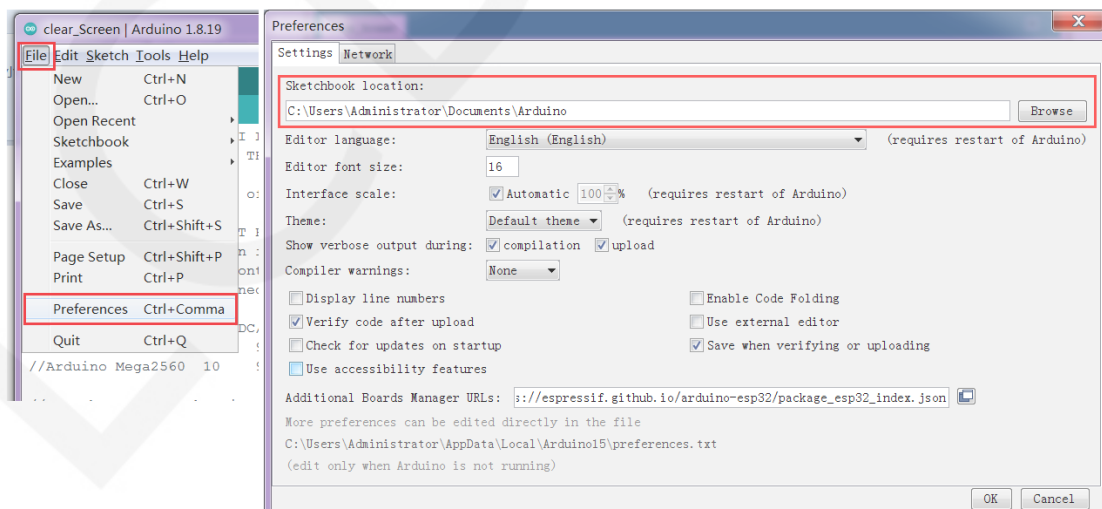 clear_Screen | Arduino 1.8.19
File Edit Sketch Tools Help
New Ctrl+N
Open... Ctrl+O
Open Recent
Sketchbook
Examples
Close Ctrl+W
Save Ctrl+S
Save As... Ctrl+Shift+S
Page Setup Ctrl+Shift+P
Print Ctrl+P
Preferences Ctrl+Comma
Quit Ctrl+Q
//Arduino Mega2560 10
Preferences
Settings Network
Sketchbook location:
C:\Users\Administrator\Documents\Arduino Browse
Editor language: English (English) (requires restart of Arduino)
Editor font size: 16
Interface scale: Automatic 100 % (requires restart of Arduino)
Theme: Default theme (requires restart of Arduino)
Show verbose output during: compilation upload
Compiler warnings: None
Display line numbers Enable Code Folding
Verify code after upload Use external editor
Check for updates on startup Save when verifying or uploading
Use accessibility features
Additional Boards Manager URLs: s://espressif.github.io/arduino-esp32/package_esp32_index.json
More preferences can be edited directly in the file
C:\Users\Administrator\AppData\Local\Arduino15\preferences.txt
(edit only when Arduino is not running)
OK Cancel